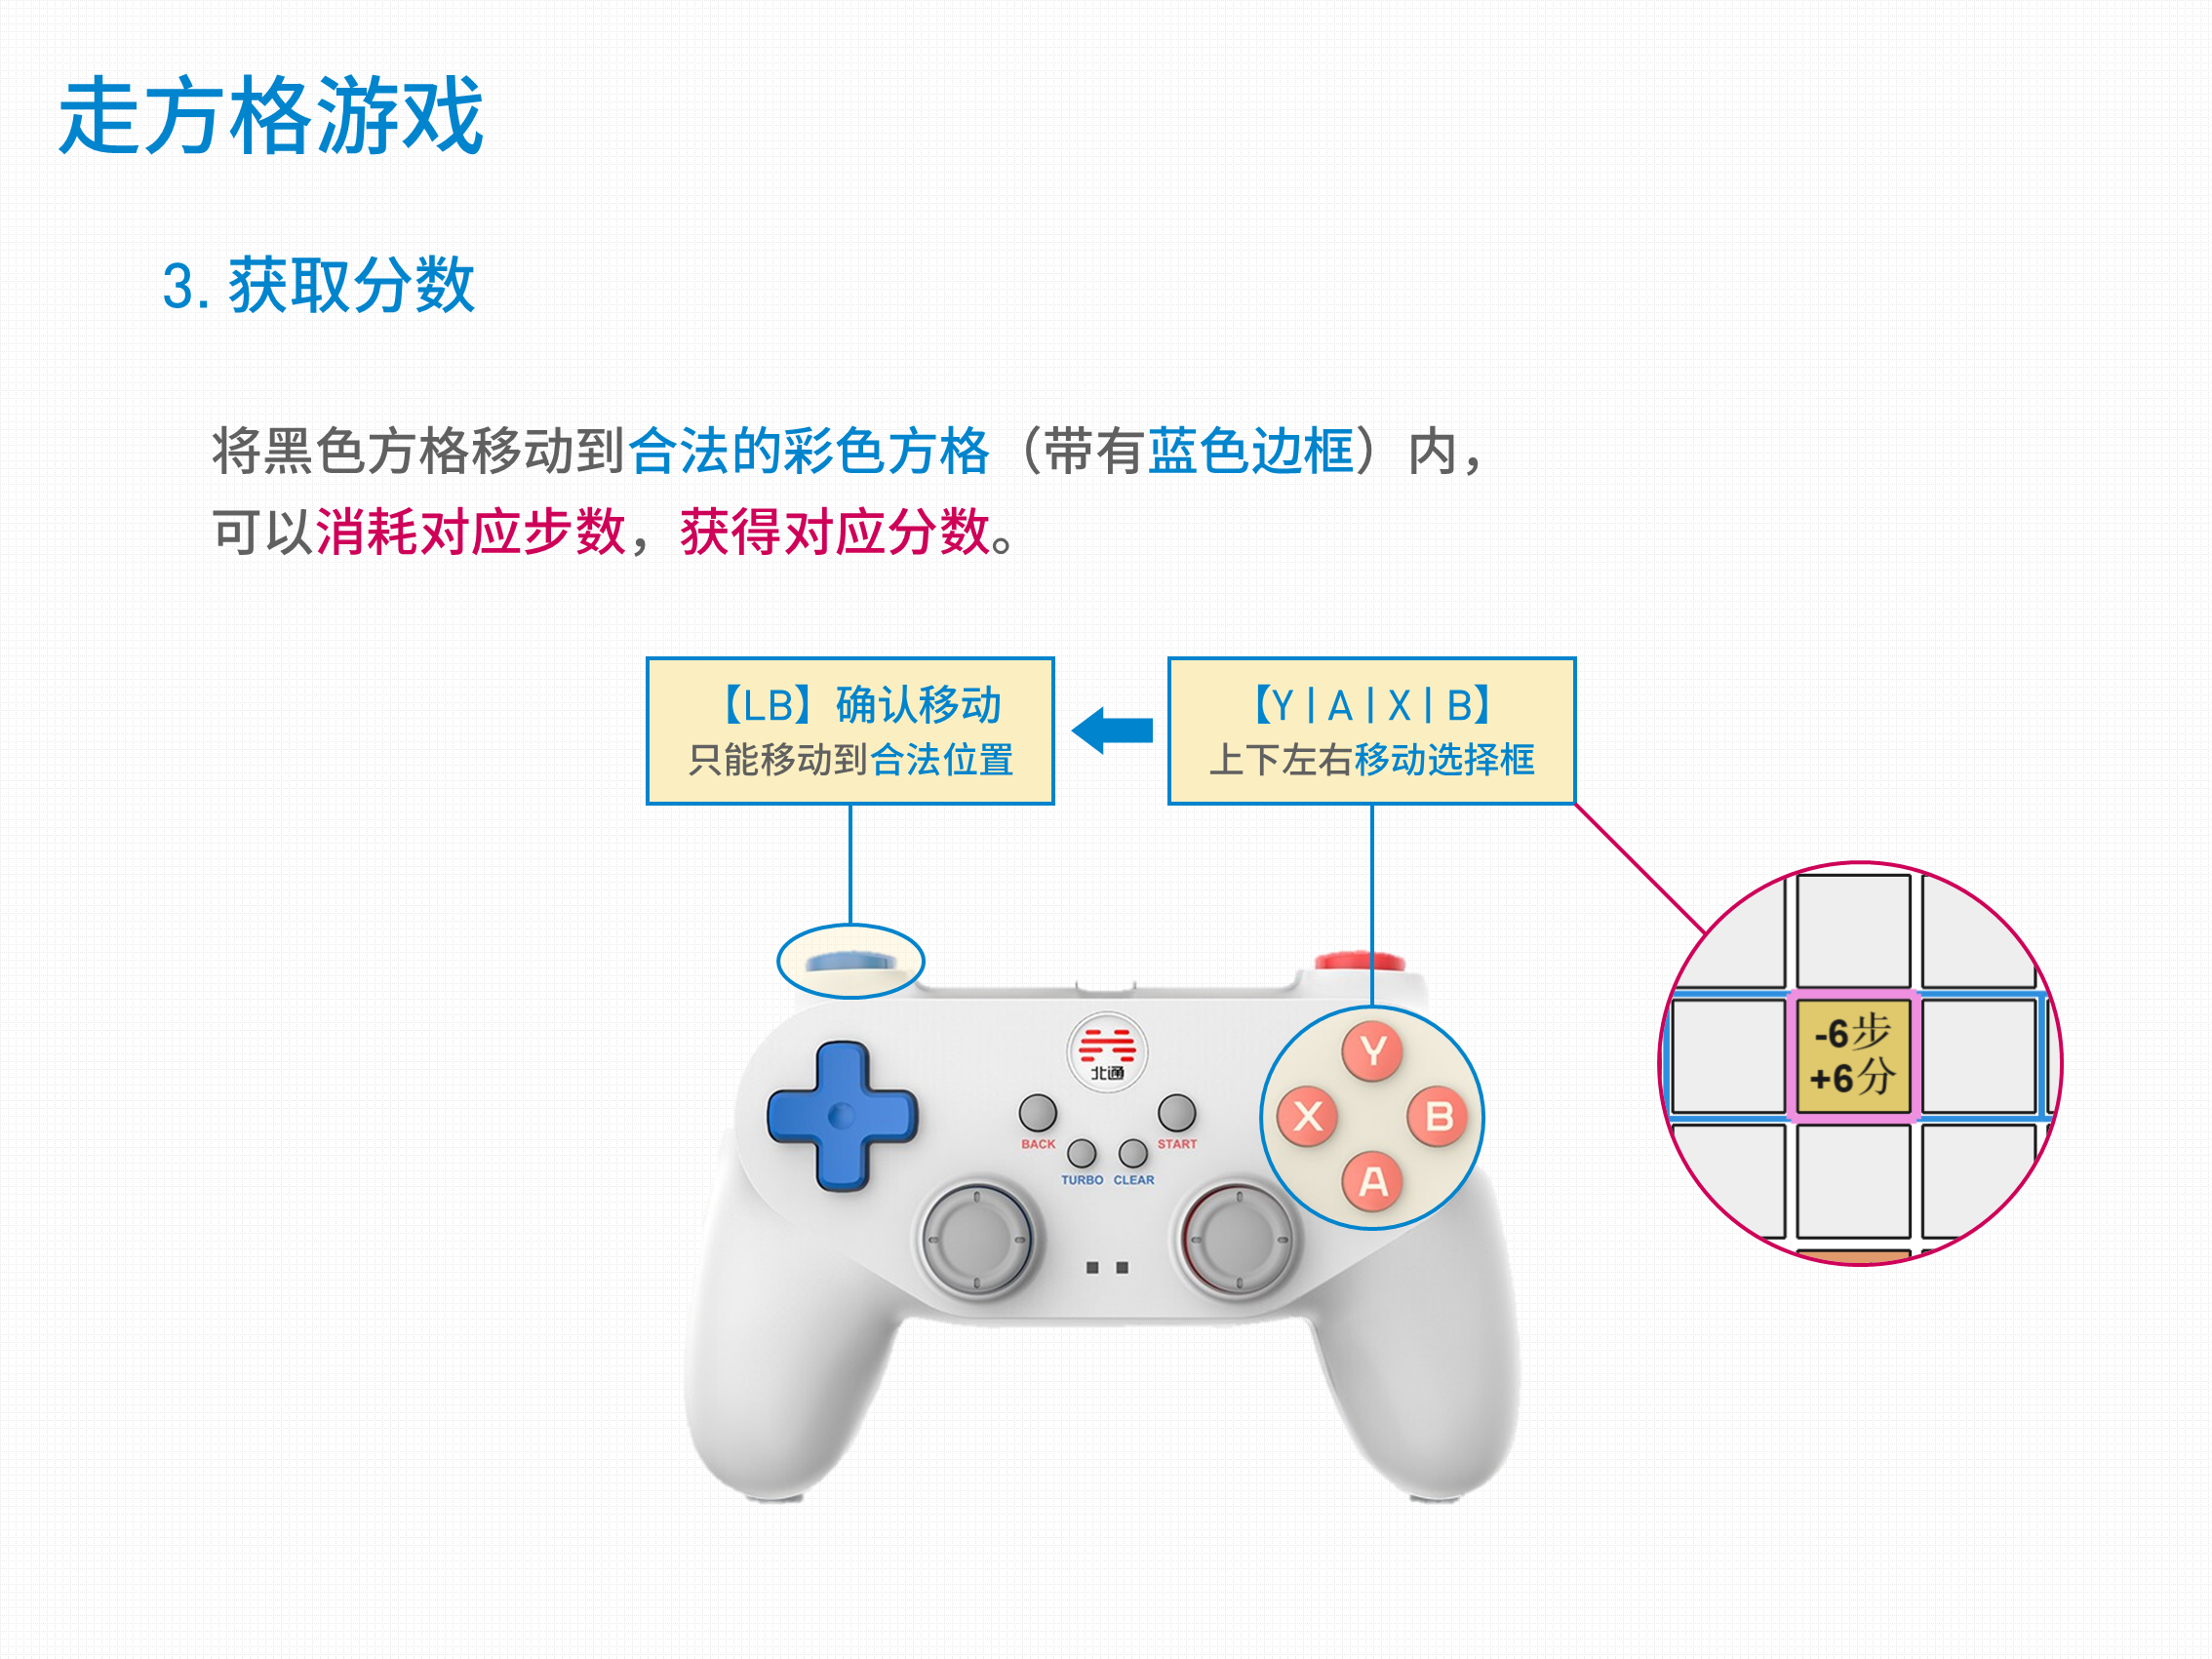 走方格游戏
3. 获取分数
将黑色方格移动到合法的彩色方格（带有蓝色边框）内，
可以消耗对应步数，获得对应分数。
【LB】确认移动
只能移动到合法位置
【Y | A | X | B】
上下左右移动选择框
北通
Y
X
B
A
BACK
START
TURBO
CLEAR
-6步
+6分